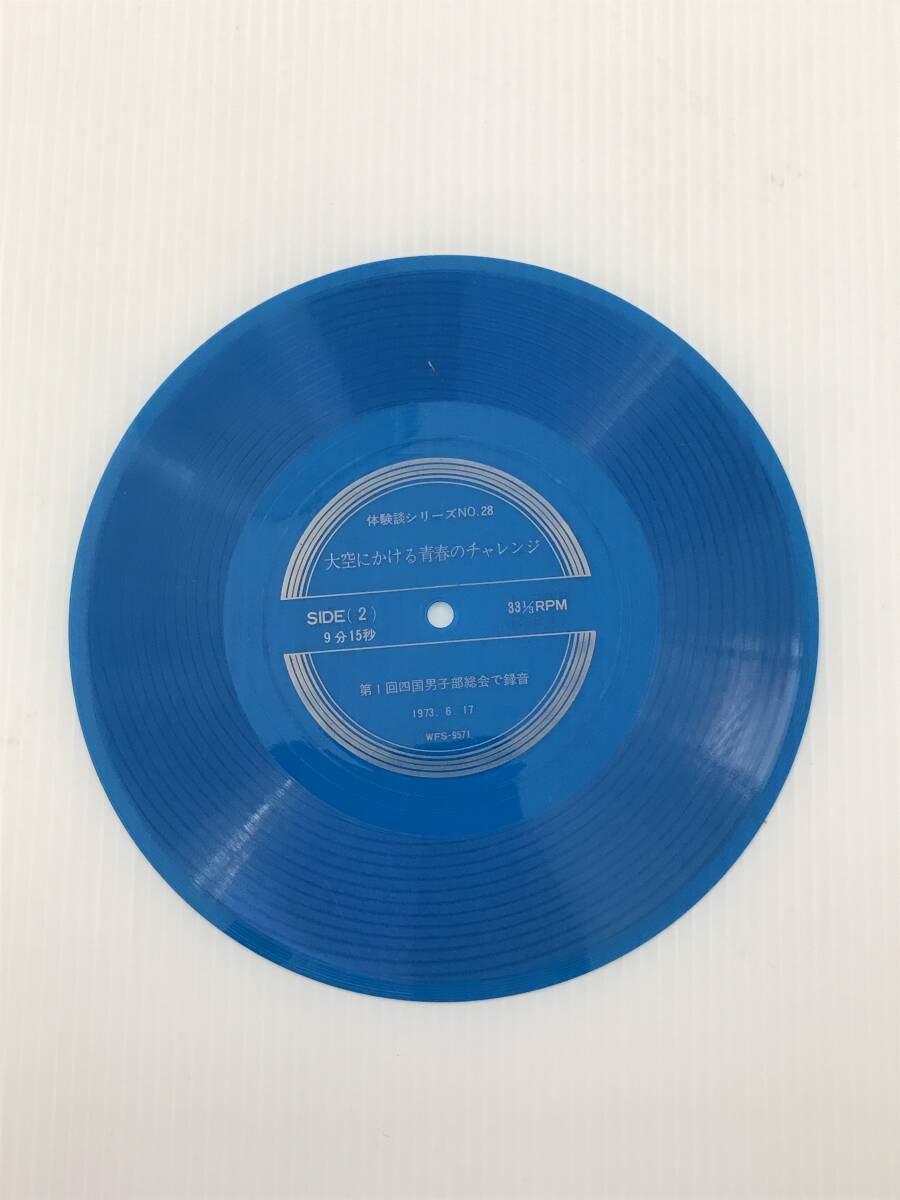 体験談シリーズNO.28
大空にかける青春のチャレンジ
SIDE(2) 33⅓RPM
9分15秒
第1回四国男子部総会で録音
1973. 6. 17
WFS-9571